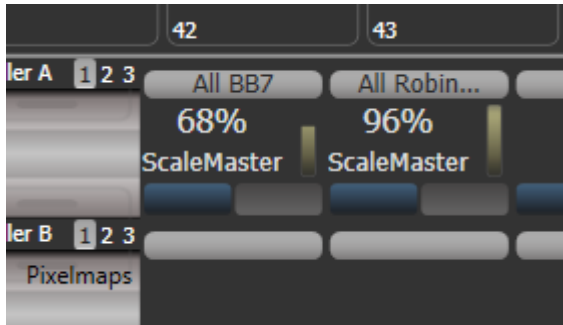 42 43
ler A 1 2 3
All BB7 All Robin...
68% 96%
ScaleMaster ScaleMaster
ler B 1 2 3
Pixelmaps